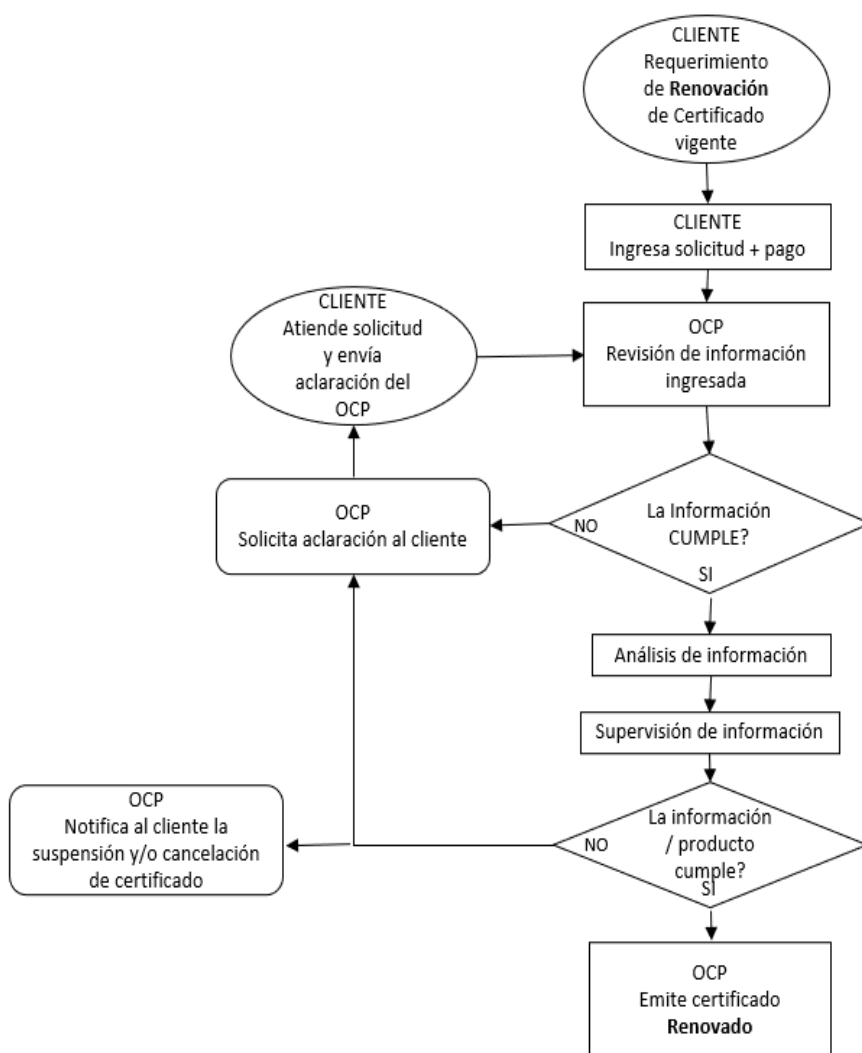 CLIENTE
Requerimiento
de Renovación
de Certificado
vigente
CLIENTE
Ingresa solicitud + pago
CLIENTE
Atiende solicitud
y envía
aclaración del
OCP
OCP
Revisión de información
ingresada
OCP
Solicita aclaración al cliente
NO
La Información
CUMPLE?
SI
Análisis de información
Supervisión de información
OCP
Notifica al cliente la
suspensión y/o cancelación
de certificado
NO
La información
/ producto
cumple?
SI
OCP
Emite certificado
Renovado